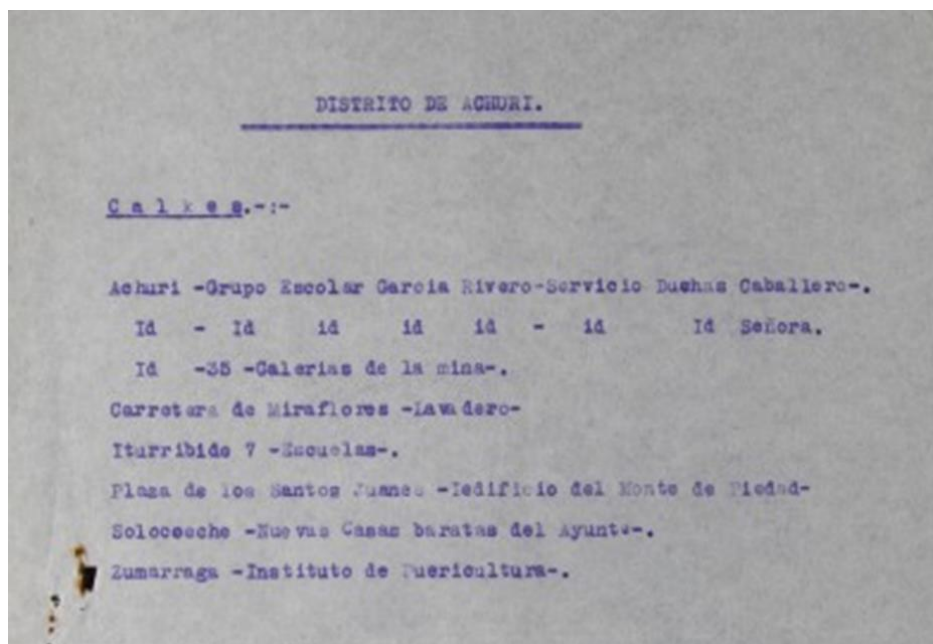 DISTRITO DE ACHURI.
C a l k e s.-:-
Achuri -Grupo Escolar Garcia Rivero-Servicio Duchas Caballero-.
Id - Id id id id - id Id Señora.
Id -35 -Galerias de la mina-.
Carretera de Miraflores -Lavadero-
Iturribide 7 -Escuelas-.
Plaza de los Santos Juanes -Iedificio del Monte de Piedad-
Solocoeche -Nuevas Casas baratas del Ayunto-.
Zumarraga -Instituto de Puericultura-.